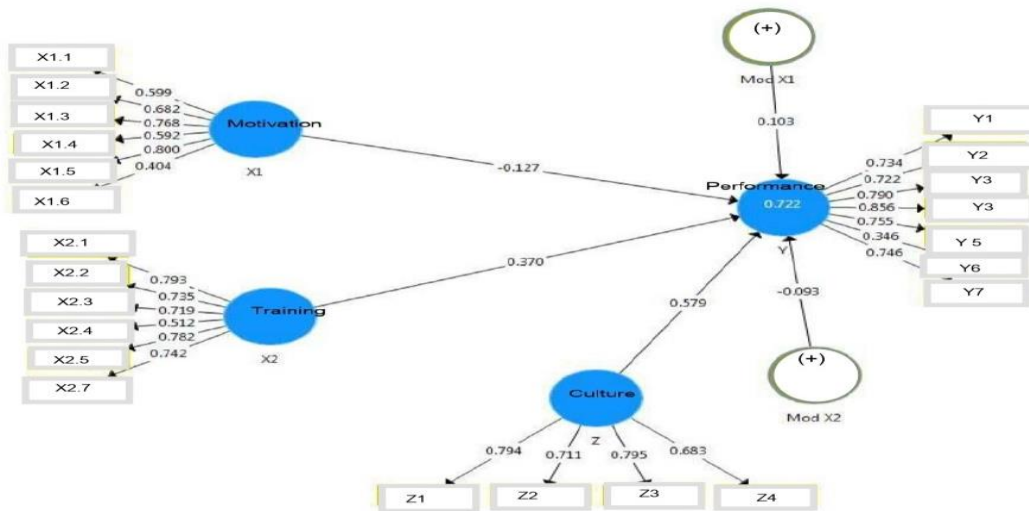 X1.1
X1.2
X1.3
X1.4
X1.5
X1.6
0.599
0.682
0.768
0.592
0.800
0.404
Motivation
X1
(+)
Mod X1
0.103
-0.127
Performance
0.722
Y
0.734
0.722
0.790
0.856
0.755
0.346
0.746
Y1
Y2
Y3
Y3
Y 5
Y6
Y7
X2.1
X2.2
X2.3
X2.4
X2.5
X2.7
0.793
0.735
0.719
0.512
0.782
0.742
Training
X2
0.370
0.579
-0.093
(+)
Mod X2
Culture
Z
0.794
0.711
0.795
0.683
Z1
Z2
Z3
Z4